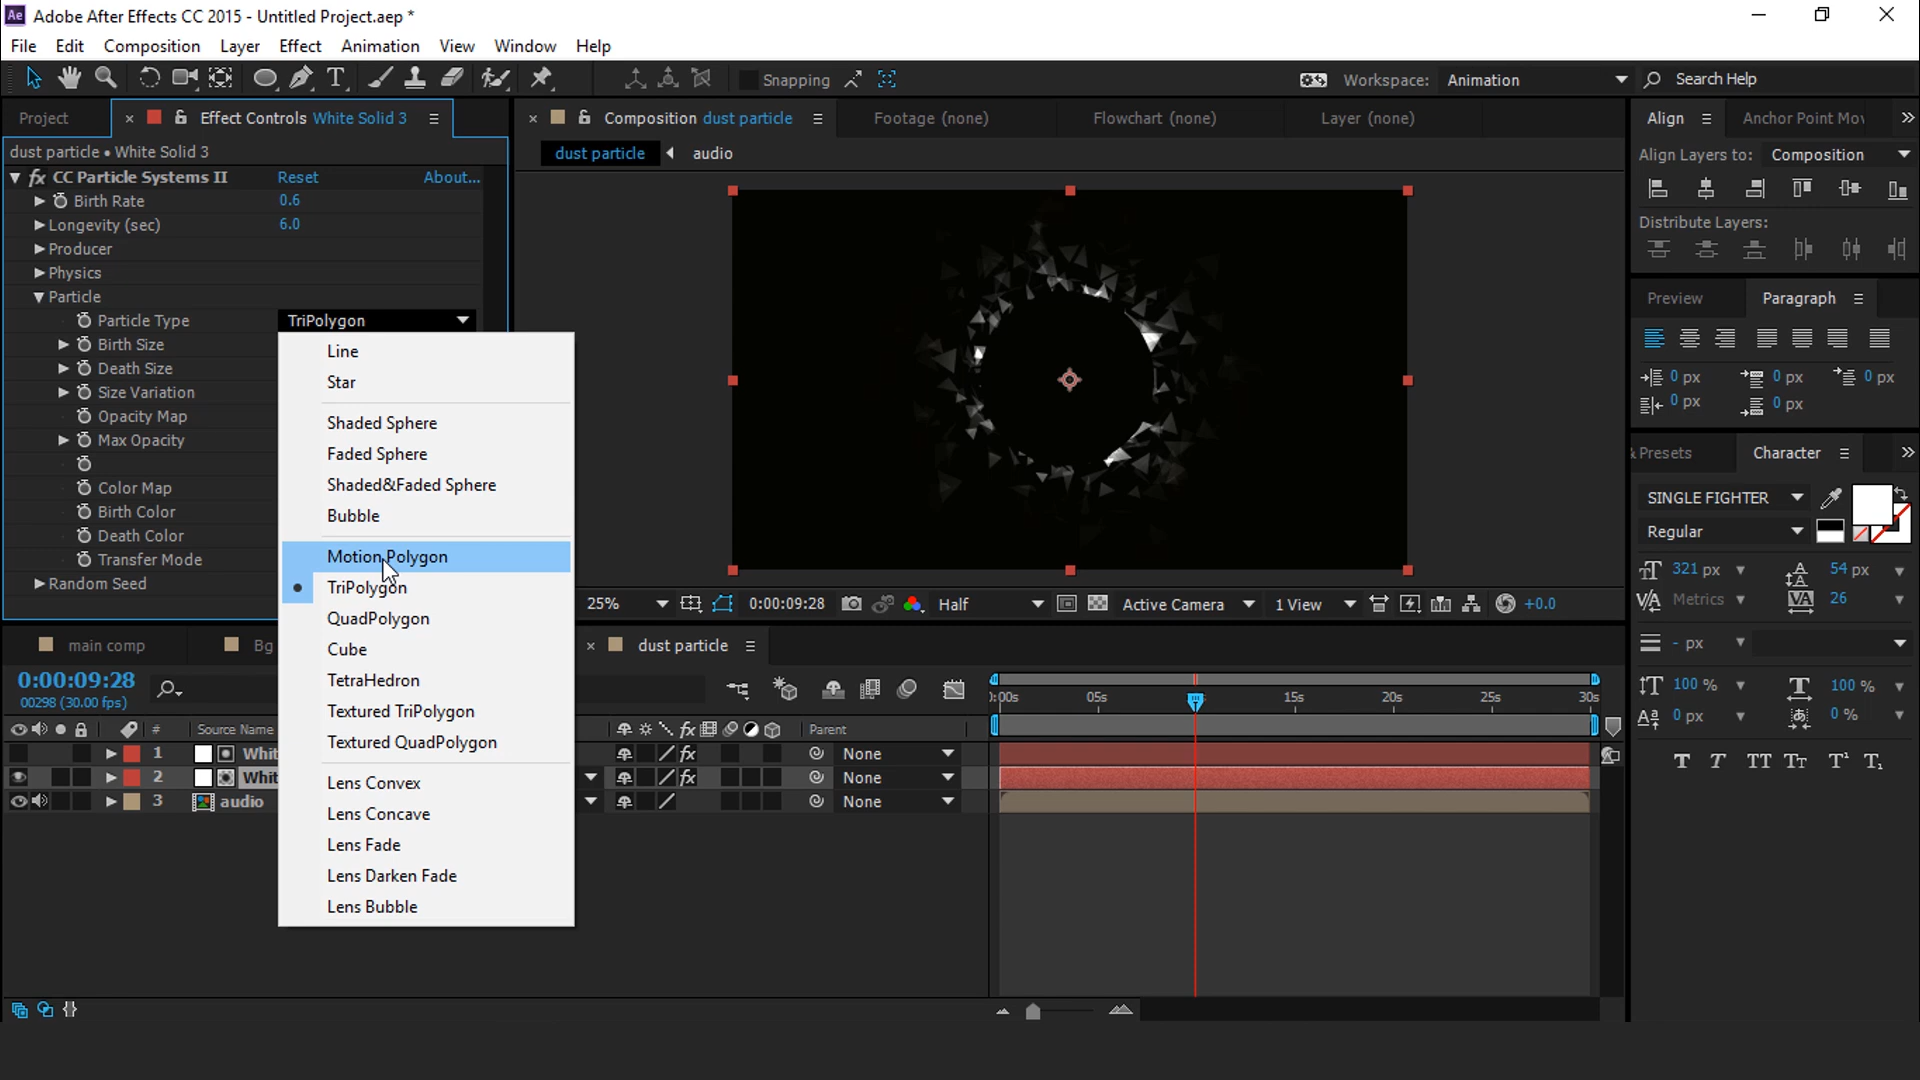 Ae Adobe After Effects CC 2015 - Untitled Project.aep *
File Edit Composition Layer Effect Animation View Window Help
Snapping Workspace: Animation Search Help
Project Effect Controls White Solid 3 Composition dust particle Footage (none) Flowchart (none) Layer (none) Align
dust particle • White Solid 3 dust particle audio
Align Layers to: Composition
fx CC Particle Systems II Reset About...
Birth Rate 0.6
Longevity (sec) 6.0
Producer
Physics
Particle
Particle Type TriPolygon
Birth Size
Death Size
Size Variation
Opacity Map
Max Opacity
Color Map
Birth Color
Death Color
Transfer Mode
Random Seed
Line
Star
Shaded Sphere
Faded Sphere
Shaded&Faded Sphere
Bubble
Motion Polygon
TriPolygon
QuadPolygon
Cube
TetraHedron
Textured TriPolygon
Textured QuadPolygon
Lens Convex
Lens Concave
Lens Fade
Lens Darken Fade
Lens Bubble
Distribute Layers:
Preview Paragraph
0 px 0 px 0 px
0 px 0 px
& Presets Character
SINGLE FIGHTER
Regular
321 px 54 px
Metrics 26
- px
100 % 100 %
0 px 0 %
T T TT Tr T¹ T₁
25% 0:00:09:28 Half Active Camera 1 View +0.0
main comp Bg dust particle
0:00:09:28
00298 (30.00 fps)
:00s 05s 15s 20s 25s 30s
# Source Name fx Parent
1 Whit fx None
2 Whit fx None
3 audio None